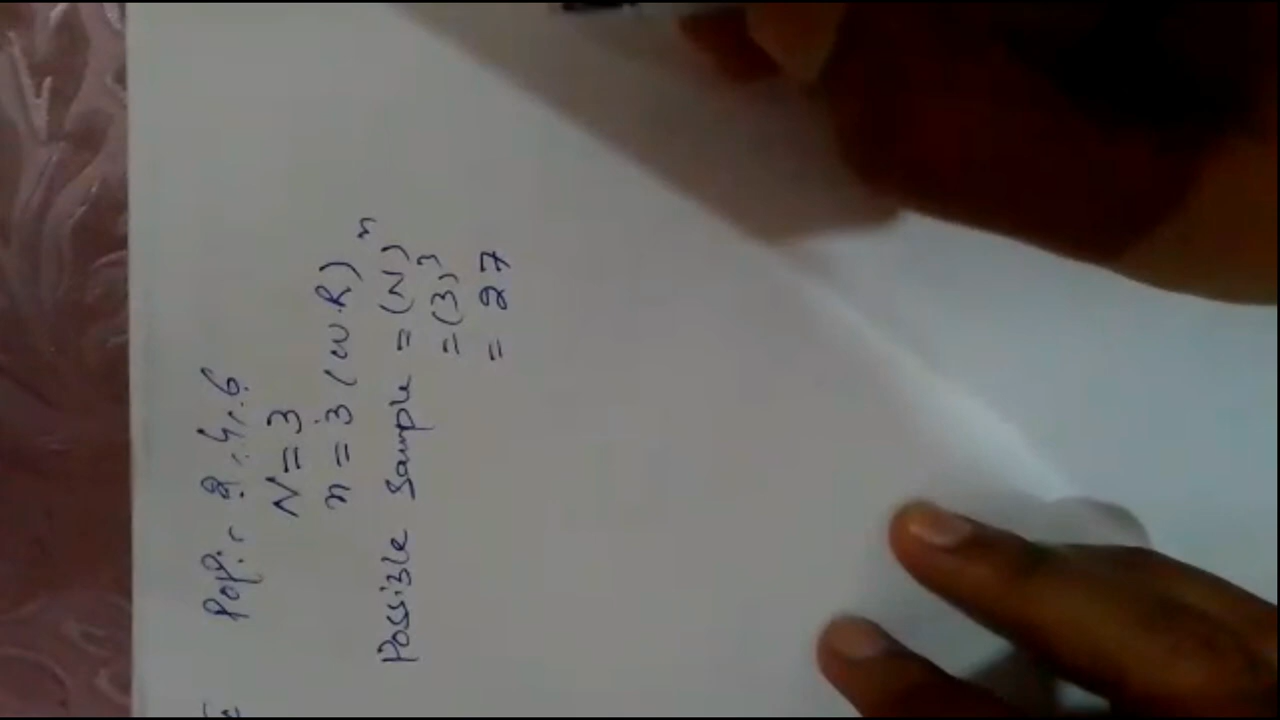 Pop:- 2, 4, 6
N = 3
n = 3 (W.R)
Possible Sample = (N)^n
= (3)^3
= 27